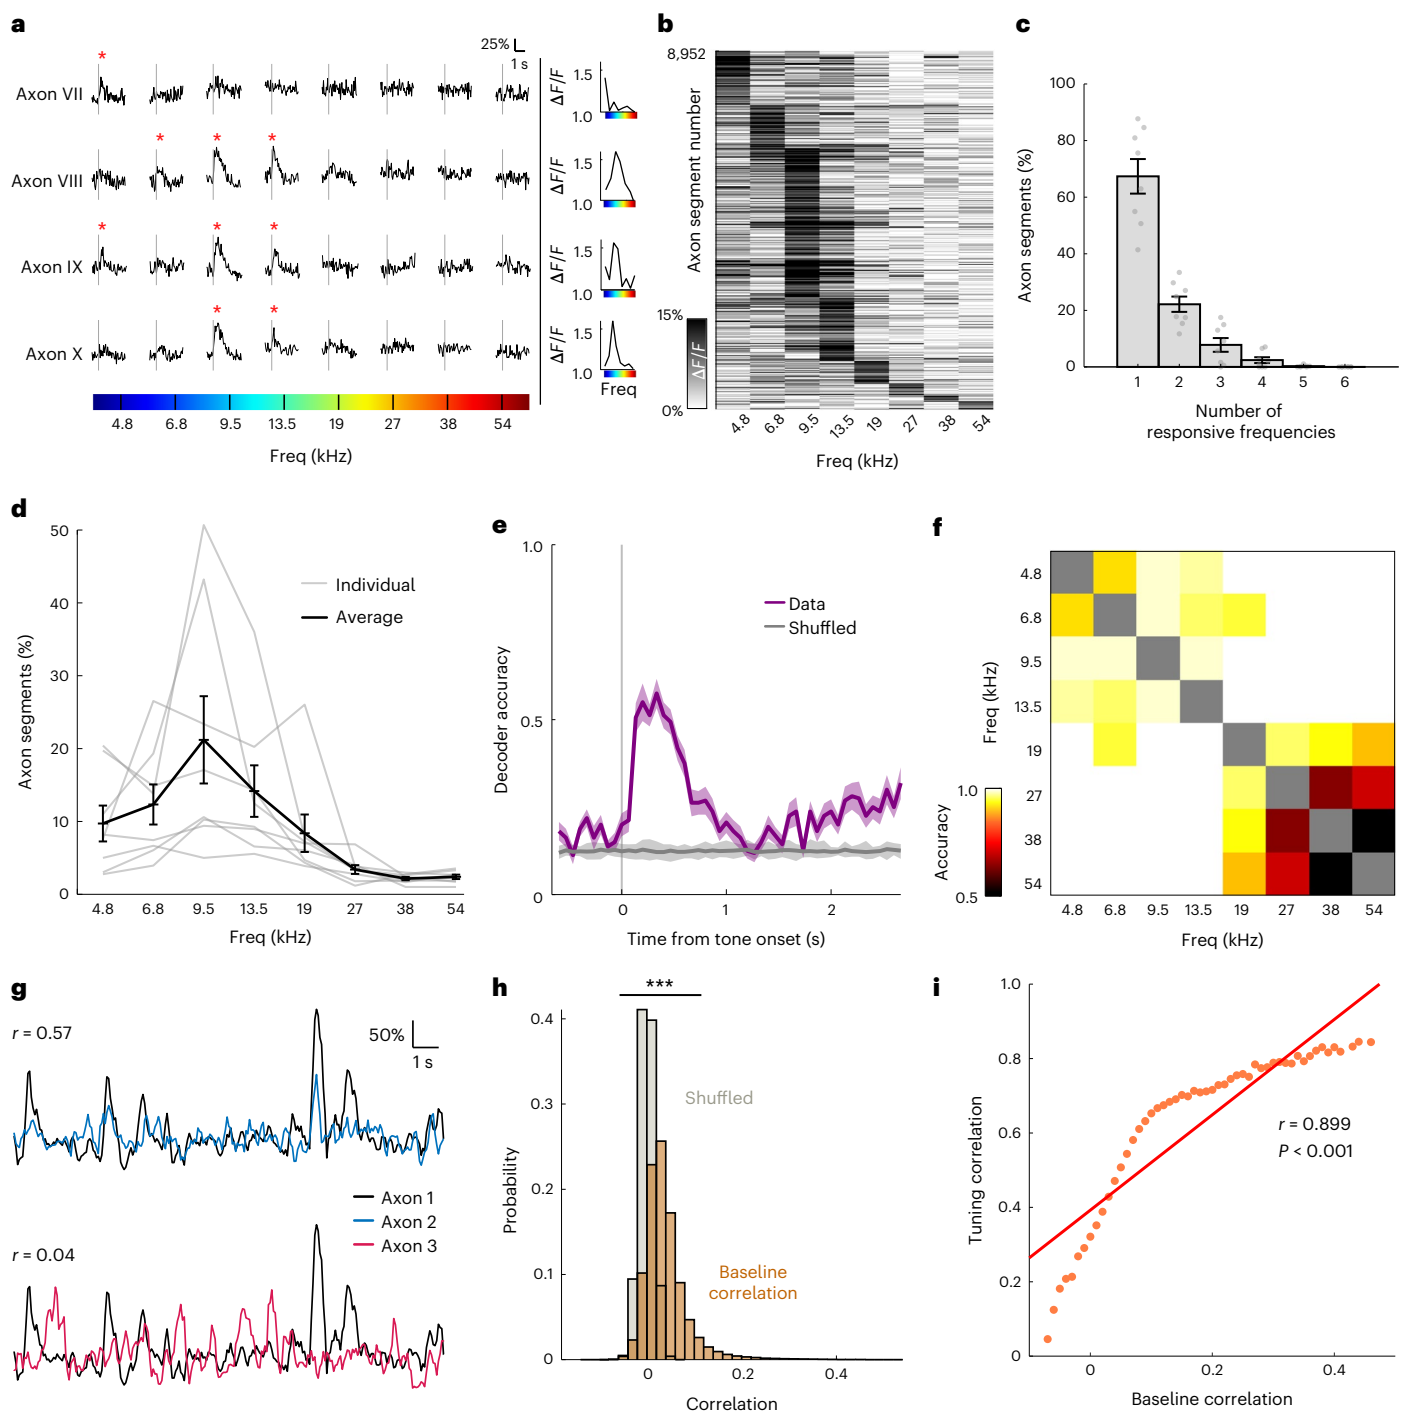 a
25%
1 s
*
Axon VII
* * *
Axon VIII
* * *
Axon IX
* *
Axon X
4.8 6.8 9.5 13.5 19 27 38 54
Freq (kHz)
ΔF/F
1.5
1.0
ΔF/F
1.5
1.0
ΔF/F
1.5
1.0
ΔF/F
1.5
1.0
Freq
b
8,952
Axon segment number
15%
ΔF/F
0%
4.8 6.8 9.5 13.5 19 27 38 54
Freq (kHz)
c
Axon segments (%)
100
80
60
40
20
0
1 2 3 4 5 6
Number of
responsive frequencies
d
Axon segments (%)
50
40
30
20
10
0
Individual
Average
4.8 6.8 9.5 13.5 19 27 38 54
Freq (kHz)
e
Decoder accuracy
1.0
0.5
0
Data
Shuffled
0 1 2
Time from tone onset (s)
f
Freq (kHz)
4.8
6.8
9.5
13.5
19
27
38
54
Accuracy
1.0
0.5
4.8 6.8 9.5 13.5 19 27 38 54
Freq (kHz)
g
r = 0.57
50%
1 s
Axon 1
Axon 2
Axon 3
r = 0.04
h
***
Probability
0.4
0.3
0.2
0.1
0
Shuffled
Baseline
correlation
0 0.2 0.4
Correlation
i
Tuning correlation
1.0
0.8
0.6
0.4
0.2
0
r = 0.899
P < 0.001
0 0.2 0.4
Baseline correlation